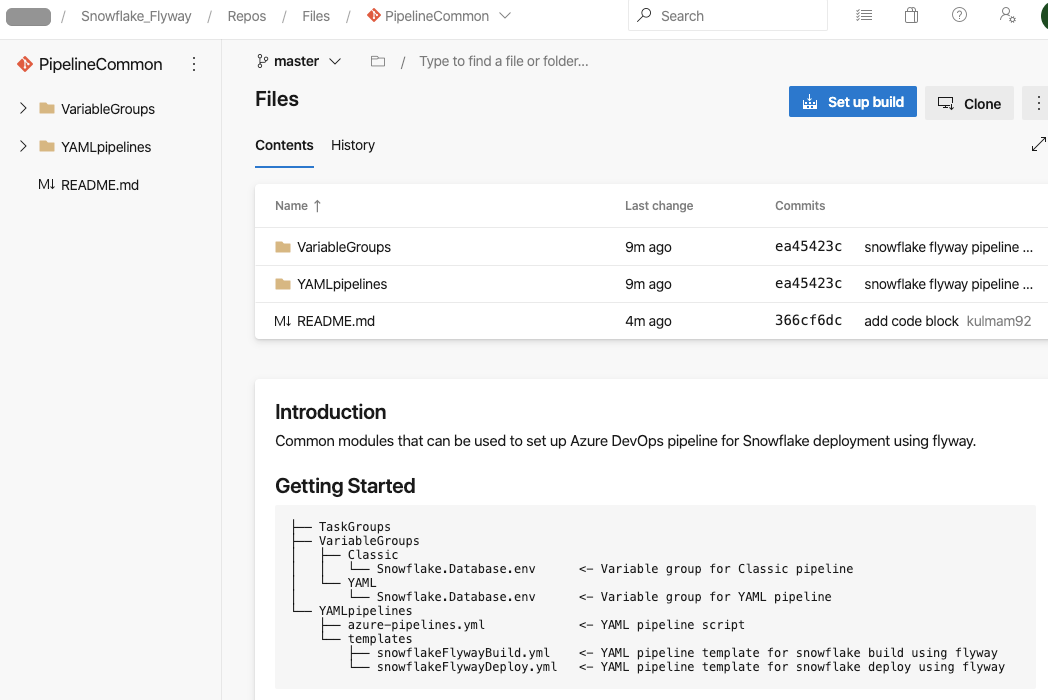 / Snowflake_Flyway / Repos / Files / PipelineCommon
Search
PipelineCommon
VariableGroups
YAMLpipelines
M↓ README.md
master / Type to find a file or folder...
Files
Set up build
Clone
Contents History
Name ↑ Last change Commits
VariableGroups 9m ago ea45423c snowflake flyway pipeline ...
YAMLpipelines 9m ago ea45423c snowflake flyway pipeline ...
M↓ README.md 4m ago 366cf6dc add code block kulmam92
Introduction
Common modules that can be used to set up Azure DevOps pipeline for Snowflake deployment using flyway.
Getting Started
├── TaskGroups
├── VariableGroups
│   ├── Classic
│   │   └── Snowflake.Database.env      <- Variable group for Classic pipeline
│   └── YAML
│       └── Snowflake.Database.env      <- Variable group for YAML pipeline
└── YAMLpipelines
    ├── azure-pipelines.yml             <- YAML pipeline script
    └── templates
        ├── snowflakeFlywayBuild.yml    <- YAML pipeline template for snowflake build using flyway
        └── snowflakeFlywayDeploy.yml   <- YAML pipeline template for snowflake deploy using flyway